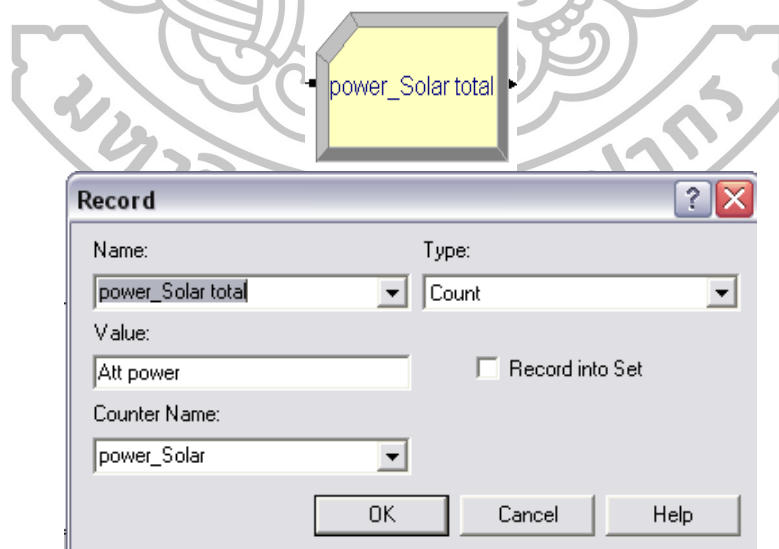 power_Solar total
Record
Name: Type:
power_Solar total Count
Value:
Att power Record into Set
Counter Name:
power_Solar
OK Cancel Help